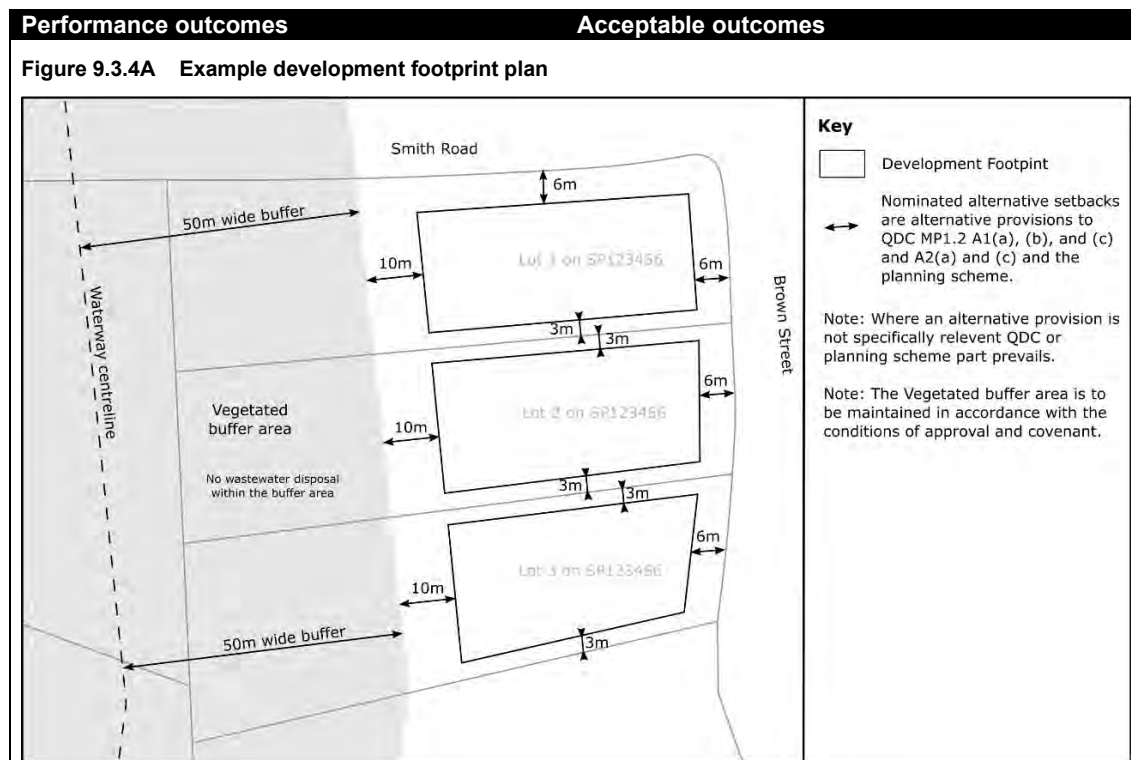 Performance outcomes Acceptable outcomes
Figure 9.3.4A Example development footprint plan
Smith Road
6m
50m wide buffer
10m
Lot 1 on SP123456
6m
Waterway centreline
3m
3m
Brown Street
6m
Vegetated
buffer area
10m
Lot 2 on SP123456
No wastewater disposal
within the buffer area
3m
3m
6m
Lot 3 on SP123456
10m
50m wide buffer
3m
Key
Development Footpint
Nominated alternative setbacks
are alternative provisions to
QDC MP1.2 A1(a), (b), and (c)
and A2(a) and (c) and the
planning scheme.
Note: Where an alternative provision is
not specifically relevent QDC or
planning scheme part prevails.
Note: The Vegetated buffer area is to
be maintained in accordance with the
conditions of approval and covenant.